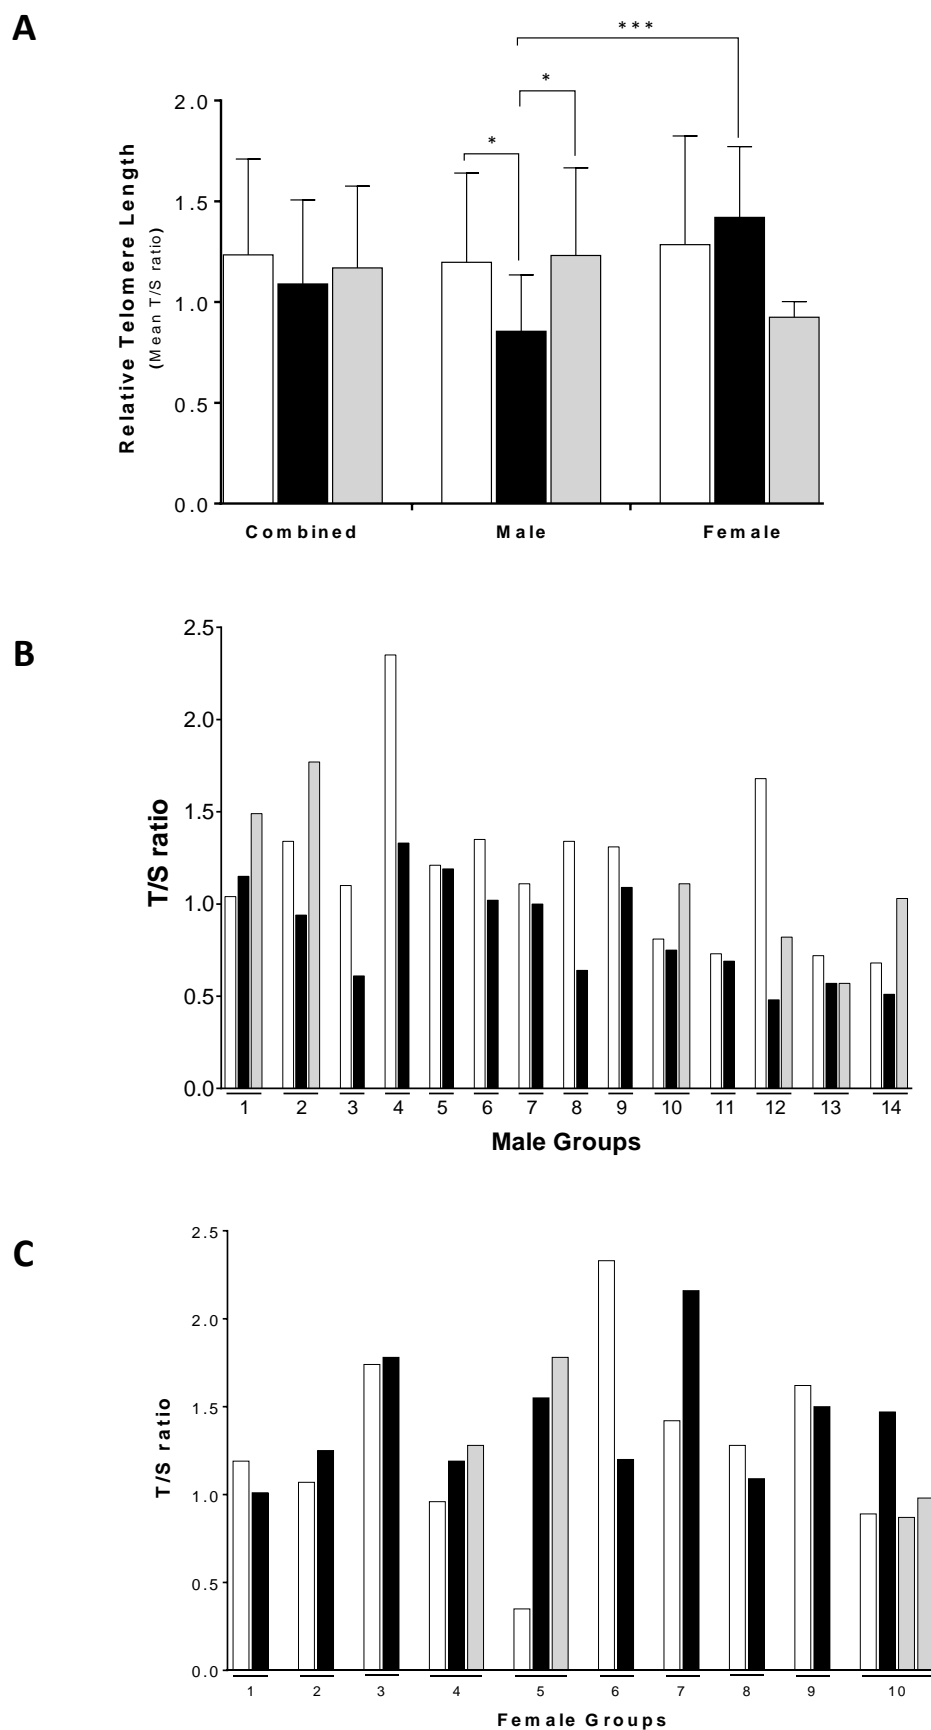 A
***
*
*
2.0
1.5
1.0
0.5
0.0
Relative Telomere Length
(Mean T/S ratio)
Combined Male Female
B
2.5
2.0
1.5
1.0
0.5
0.0
T/S ratio
1 2 3 4 5 6 7 8 9 10 11 12 13 14
Male Groups
C
2.5
2.0
1.5
1.0
0.5
0.0
T/S ratio
1 2 3 4 5 6 7 8 9 10
Female Groups